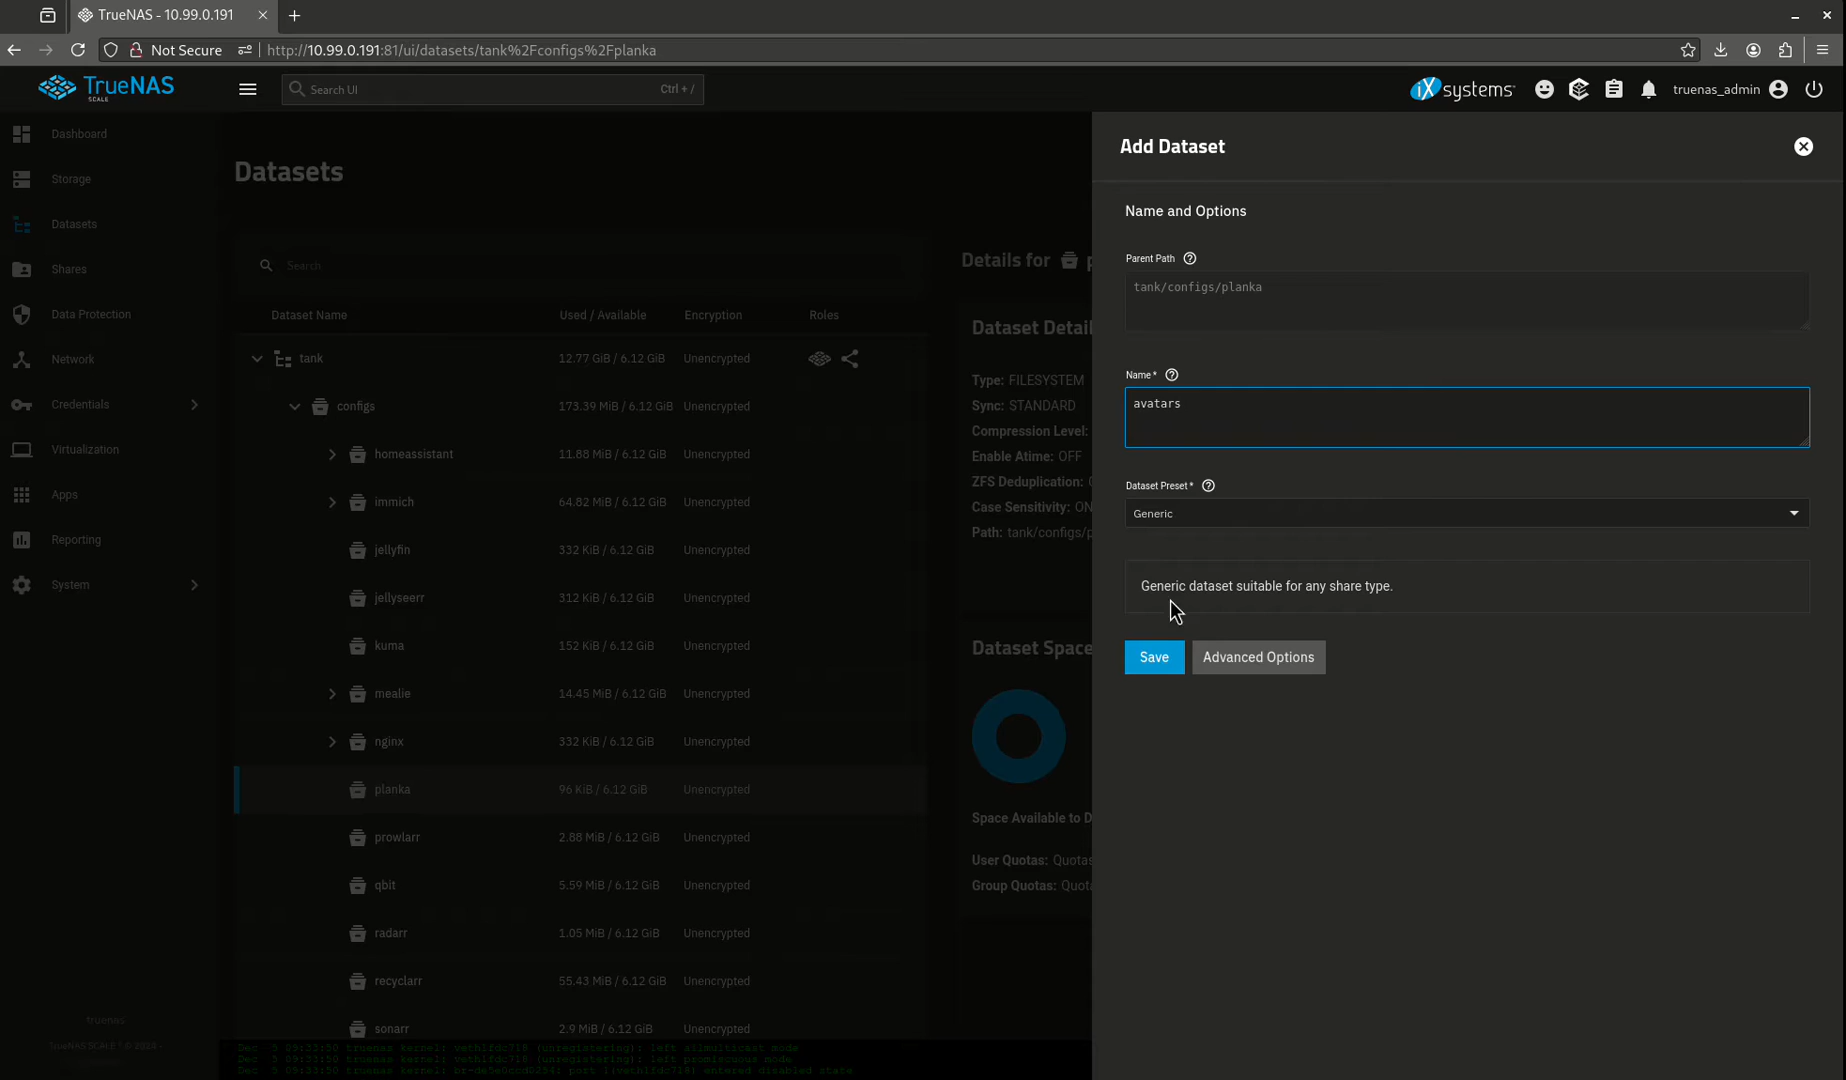 TrueNAS - 10.99.0.191
Not Secure
http://10.99.0.191:81/ui/datasets/tank%2Fconfigs%2Fplanka
TrueNAS
SCALE
Search UI
Ctrl + /
iXsystems
truenas_admin
Dashboard
Storage
Datasets
Shares
Data Protection
Network
Credentials
Virtualization
Apps
Reporting
System
truenas
Datasets
Search
Dataset Name
Used / Available
Encryption
Roles
tank
12.77 GiB / 6.12 GiB
Unencrypted
configs
173.39 MiB / 6.12 GiB
Unencrypted
homeassistant
11.88 MiB / 6.12 GiB
Unencrypted
immich
64.82 MiB / 6.12 GiB
Unencrypted
jellyfin
332 KiB / 6.12 GiB
Unencrypted
jellyseerr
312 KiB / 6.12 GiB
Unencrypted
kuma
152 KiB / 6.12 GiB
Unencrypted
mealie
14.45 MiB / 6.12 GiB
Unencrypted
nginx
332 KiB / 6.12 GiB
Unencrypted
planka
96 KiB / 6.12 GiB
Unencrypted
prowlarr
2.88 MiB / 6.12 GiB
Unencrypted
qbit
5.59 MiB / 6.12 GiB
Unencrypted
radarr
1.05 MiB / 6.12 GiB
Unencrypted
recyclarr
55.43 MiB / 6.12 GiB
Unencrypted
sonarr
2.9 MiB / 6.12 GiB
Unencrypted
Details for
Dataset Detail
Type: FILESYSTEM
Sync: STANDARD
Compression Level:
Enable Atime: OFF
ZFS Deduplication:
Case Sensitivity: ON
Path: tank/configs/p
Dataset Space
Space Available to D
User Quotas: Quotas
Group Quotas: Quota
Add Dataset
Name and Options
Parent Path
tank/configs/planka
Name*
avatars
Dataset Preset*
Generic
Generic dataset suitable for any share type.
Save
Advanced Options